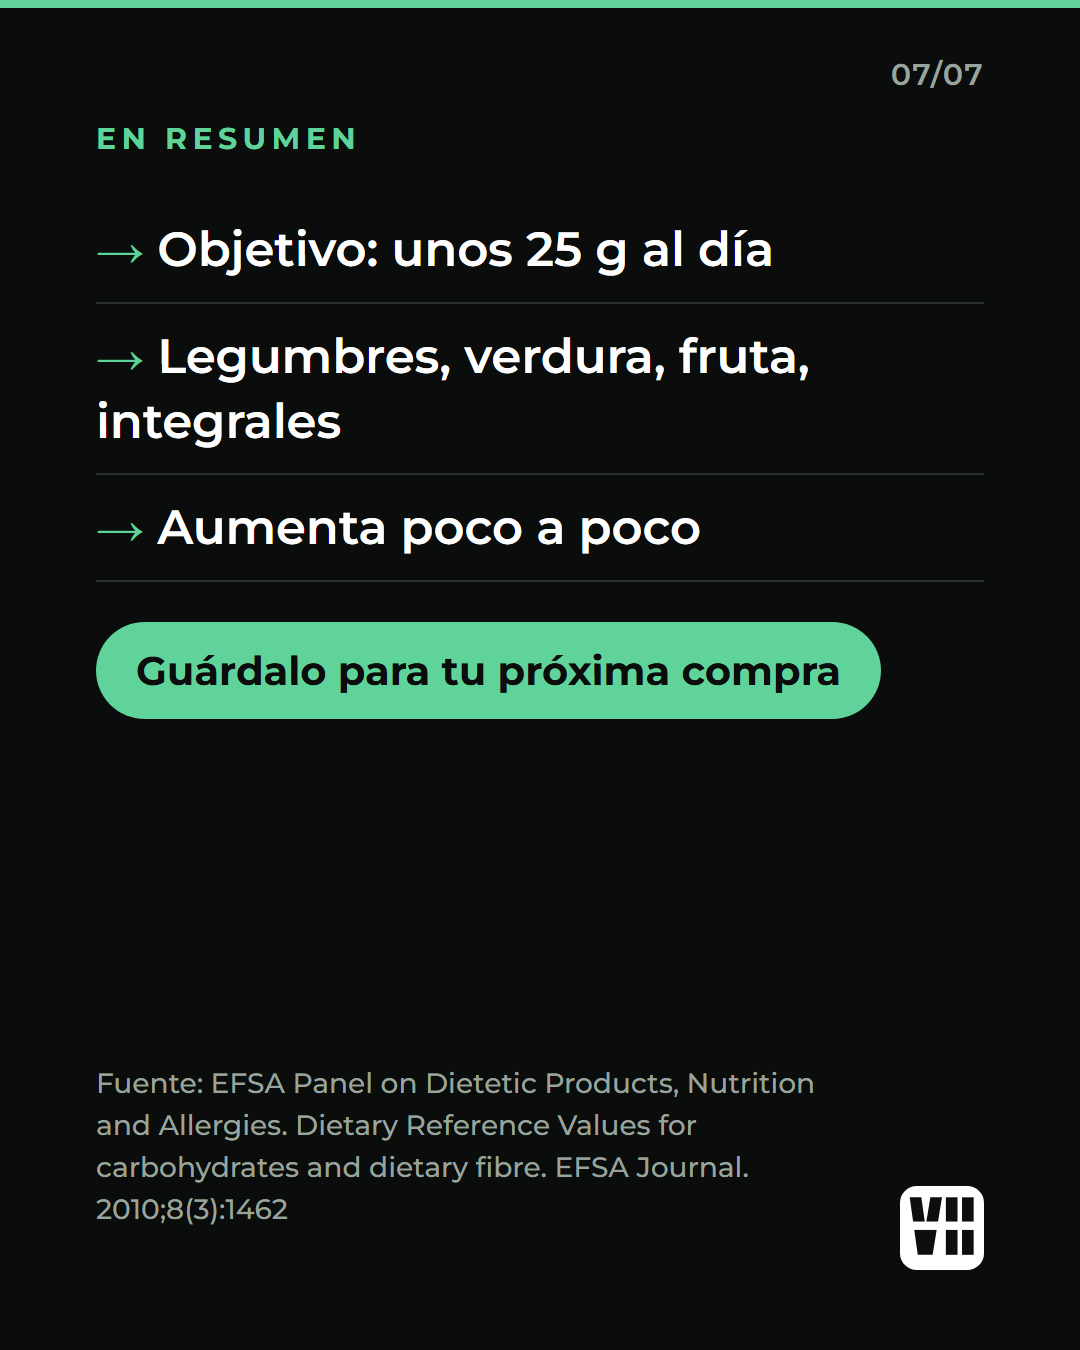 07/07
EN RESUMEN
→ Objetivo: unos 25 g al día
→ Legumbres, verdura, fruta,
integrales
→ Aumenta poco a poco
Guárdalo para tu próxima compra
Fuente: EFSA Panel on Dietetic Products, Nutrition
and Allergies. Dietary Reference Values for
carbohydrates and dietary fibre. EFSA Journal.
2010;8(3):1462
VII
VII